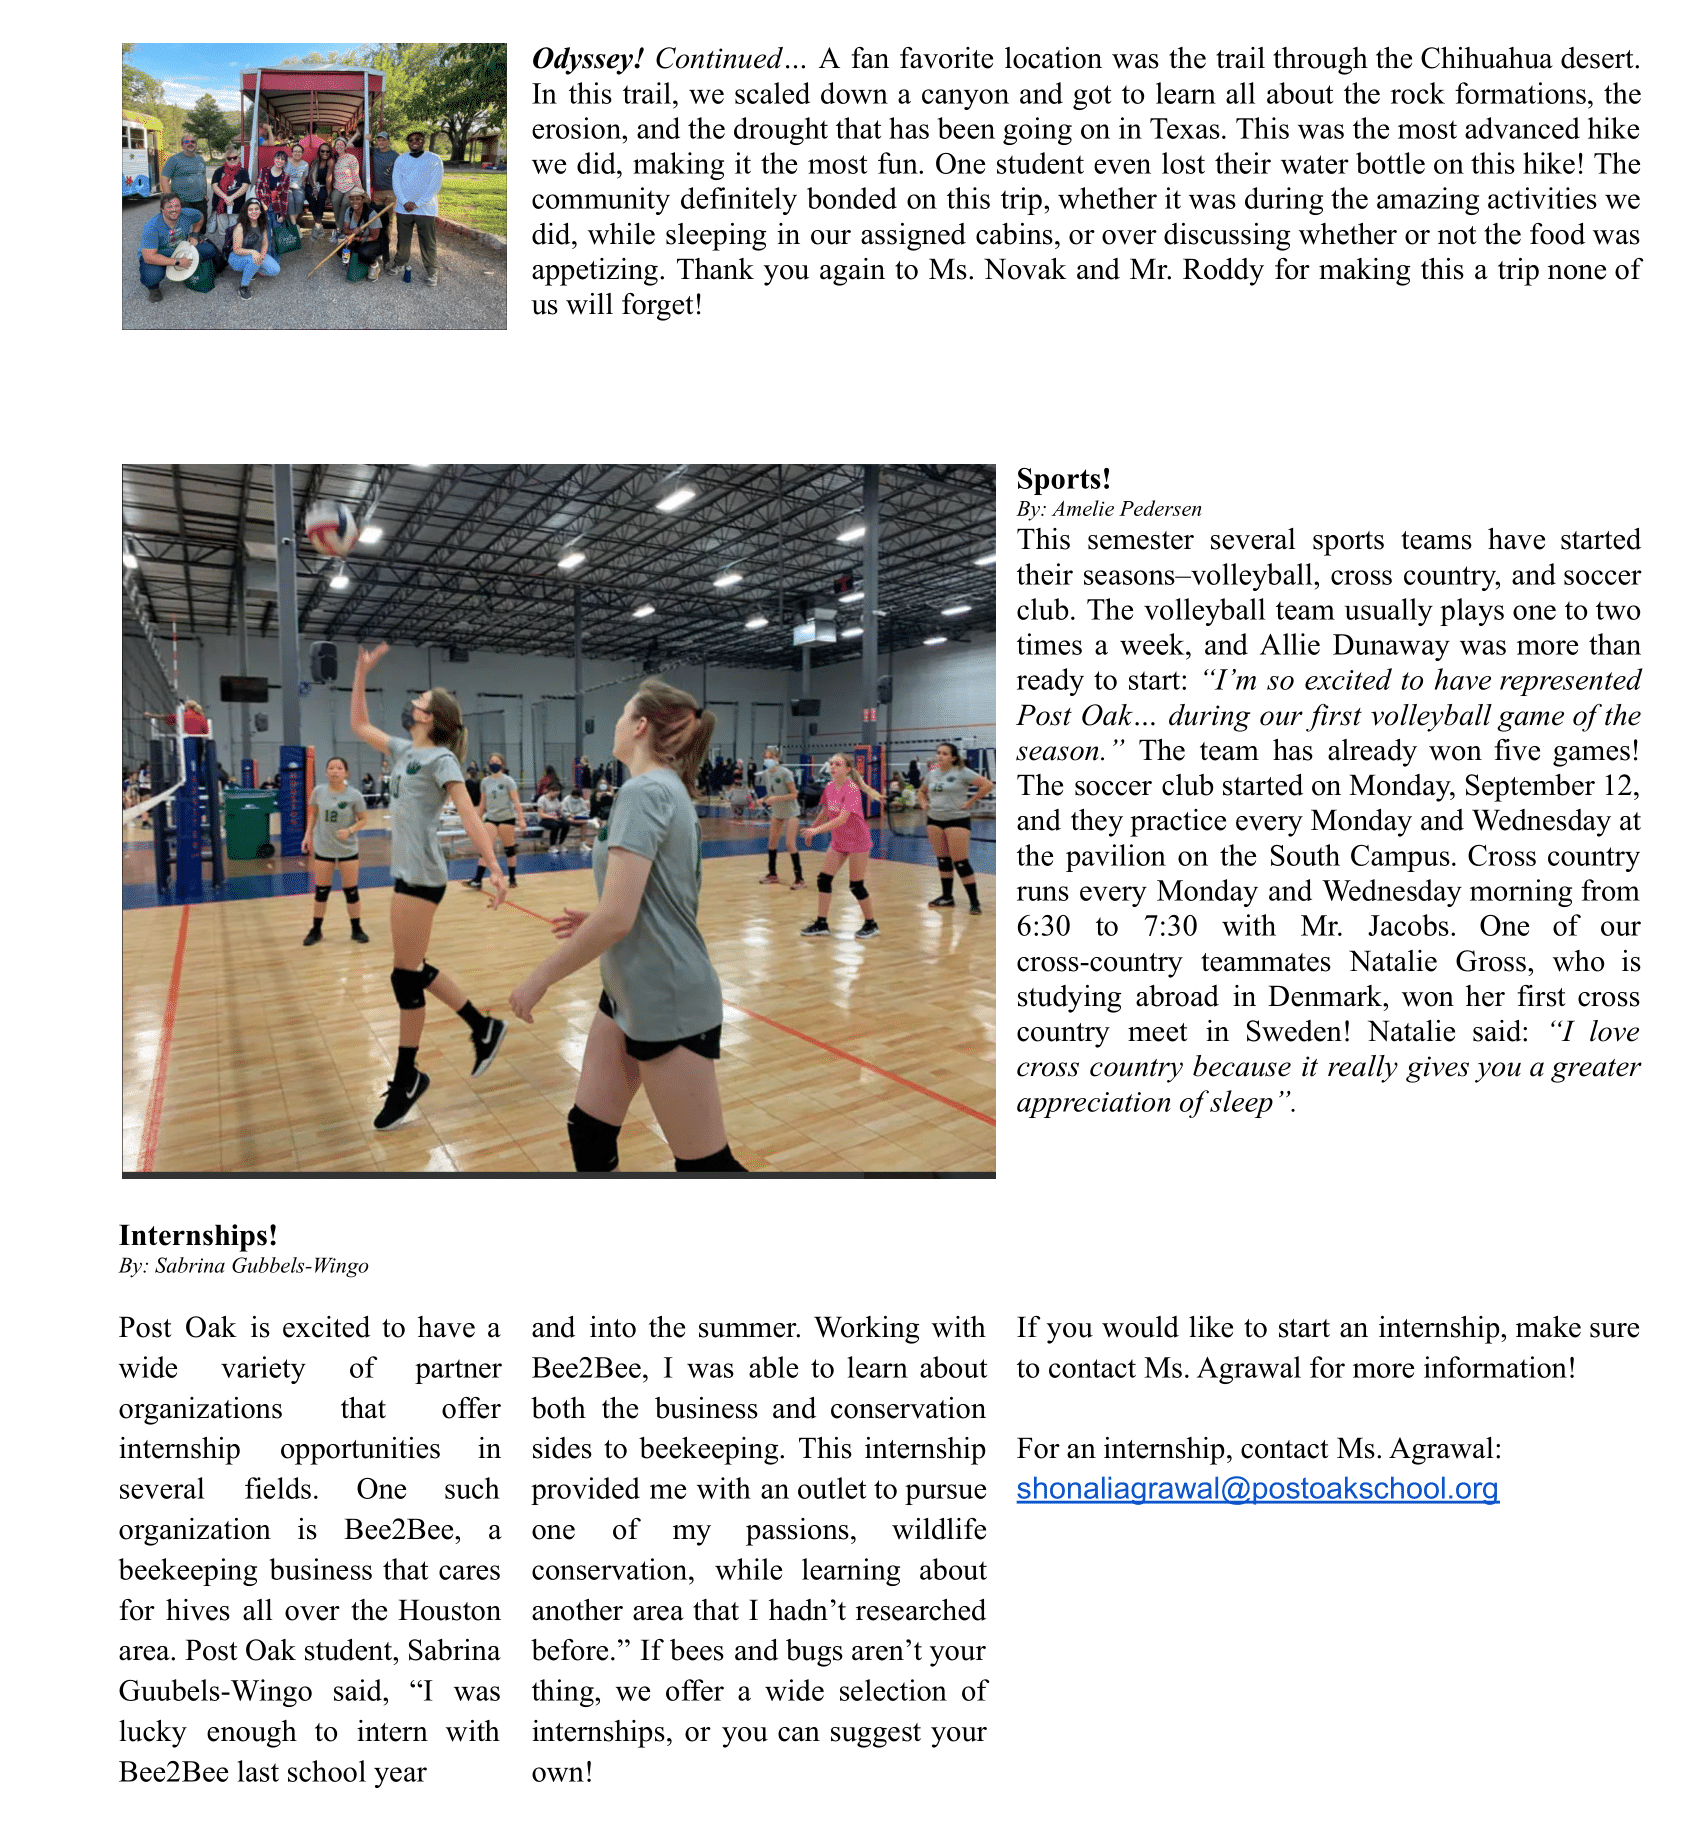 Odyssey! Continued… A fan favorite location was the trail through the Chihuahua desert.
In this trail, we scaled down a canyon and got to learn all about the rock formations, the
erosion, and the drought that has been going on in Texas. This was the most advanced hike
we did, making it the most fun. One student even lost their water bottle on this hike! The
community definitely bonded on this trip, whether it was during the amazing activities we
did, while sleeping in our assigned cabins, or over discussing whether or not the food was
appetizing. Thank you again to Ms. Novak and Mr. Roddy for making this a trip none of
us will forget!
Sports!
By: Amelie Pedersen
This semester several sports teams have started
their seasons–volleyball, cross country, and soccer
club. The volleyball team usually plays one to two
times a week, and Allie Dunaway was more than
ready to start: “I’m so excited to have represented
Post Oak… during our first volleyball game of the
season.” The team has already won five games!
The soccer club started on Monday, September 12,
and they practice every Monday and Wednesday at
the pavilion on the South Campus. Cross country
runs every Monday and Wednesday morning from
6:30 to 7:30 with Mr. Jacobs. One of our
cross-country teammates Natalie Gross, who is
studying abroad in Denmark, won her first cross
country meet in Sweden! Natalie said: “I love
cross country because it really gives you a greater
appreciation of sleep”.
12
Internships!
By: Sabrina Gubbels-Wingo
Post Oak is excited to have a
wide variety of partner
organizations that offer
internship opportunities in
several fields. One such
organization is Bee2Bee, a
beekeeping business that cares
for hives all over the Houston
area. Post Oak student, Sabrina
Guubels-Wingo said, “I was
lucky enough to intern with
Bee2Bee last school year
and into the summer. Working with
Bee2Bee, I was able to learn about
both the business and conservation
sides to beekeeping. This internship
provided me with an outlet to pursue
one of my passions, wildlife
conservation, while learning about
another area that I hadn’t researched
before.” If bees and bugs aren’t your
thing, we offer a wide selection of
internships, or you can suggest your
own!
If you would like to start an internship, make sure
to contact Ms. Agrawal for more information!
For an internship, contact Ms. Agrawal:
shonaliagrawal@postoakschool.org